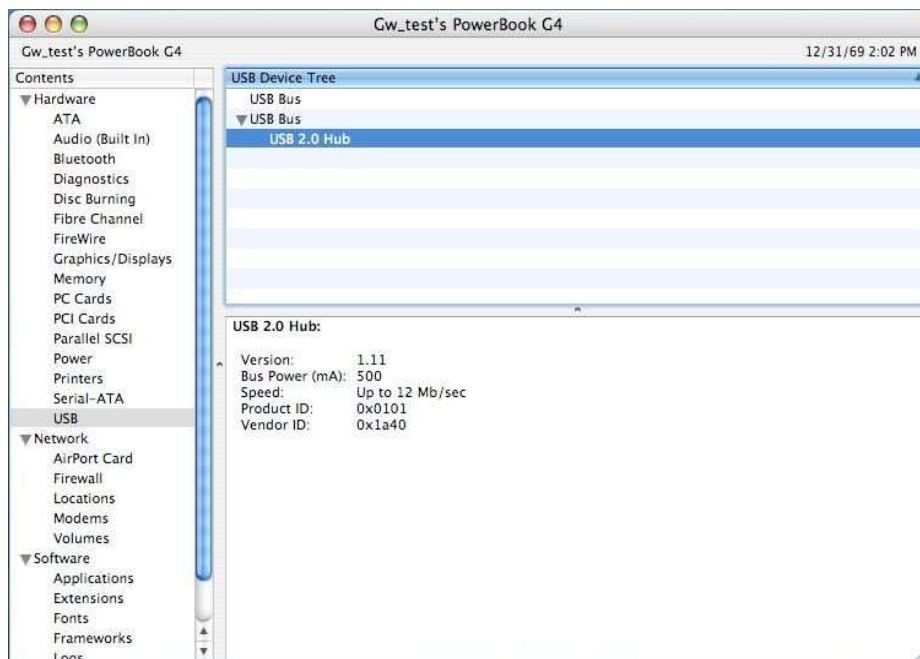 Gw_test's PowerBook G4
Gw_test's PowerBook G4
12/31/69 2:02 PM
Contents
Hardware
ATA
Audio (Built In)
Bluetooth
Diagnostics
Disc Burning
Fibre Channel
FireWire
Graphics/Displays
Memory
PC Cards
PCI Cards
Parallel SCSI
Power
Printers
Serial-ATA
USB
Network
AirPort Card
Firewall
Locations
Modems
Volumes
Software
Applications
Extensions
Fonts
Frameworks
Logs
USB Device Tree
USB Bus
USB Bus
USB 2.0 Hub
USB 2.0 Hub:
Version: 1.11
Bus Power (mA): 500
Speed: Up to 12 Mb/sec
Product ID: 0x0101
Vendor ID: 0x1a40